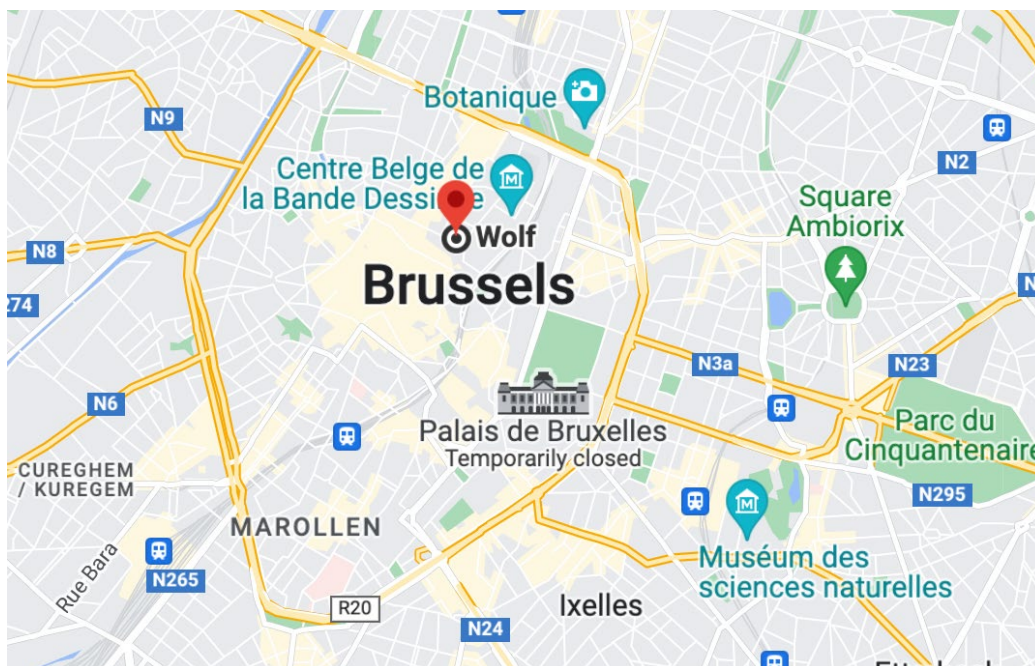 Botanique
N9
N2
Centre Belge de
la Bande Dessi e
Wolf
Square
Ambiorix
N8
Brussels
274
N3a
N23
N6
Palais de Bruxelles
Temporarily closed
Parc du
Cinquantenaire
CUREGHEM
/ KUREGEM
N295
MAROLLEN
Rue Bara
N265
Muséum des
sciences naturelles
R20
Ixelles
N24